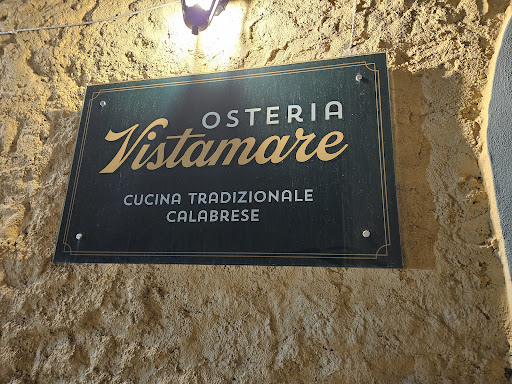 OSTERIA
Vistamare
CUCINA TRADIZIONALE
CALABRESE